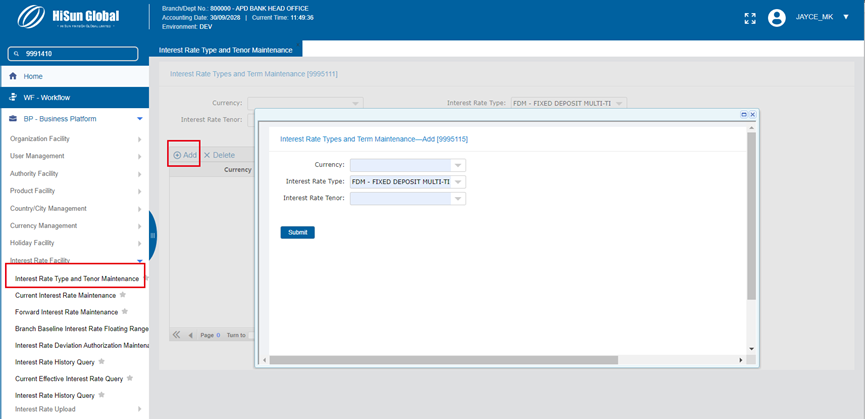 HiSun Global
Branch/Dept No.: 800000 - APD BANK HEAD OFFICE
Accounting Date: 30/09/2028 | Current Time: 11:49:36
Environment: DEV
JAYCE_MK
9991410
Interest Rate Type and Tenor Maintenance
Home
WF - Workflow
BP - Business Platform
Organization Facility
User Management
Authority Facility
Product Facility
Country/City Management
Currency Management
Holiday Facility
Interest Rate Facility
Interest Rate Type and Tenor Maintenance
Current Interest Rate Maintenance
Forward Interest Rate Maintenance
Branch Baseline Interest Rate Floating Range
Interest Rate Deviation Authorization Maintena
Interest Rate History Query
Current Effective Interest Rate Query
Interest Rate History Query
Interest Rate Upload
Interest Rate Types and Term Maintenance [9995111]
Currency:
Interest Rate Type: FDM - FIXED DEPOSIT MULTI-TI
Interest Rate Tenor:
Add Delete
Currency
Page 0 Turn to
Interest Rate Types and Term Maintenance—Add [9995115]
Currency:
Interest Rate Type: FDM - FIXED DEPOSIT MULTI-TI
Interest Rate Tenor:
Submit